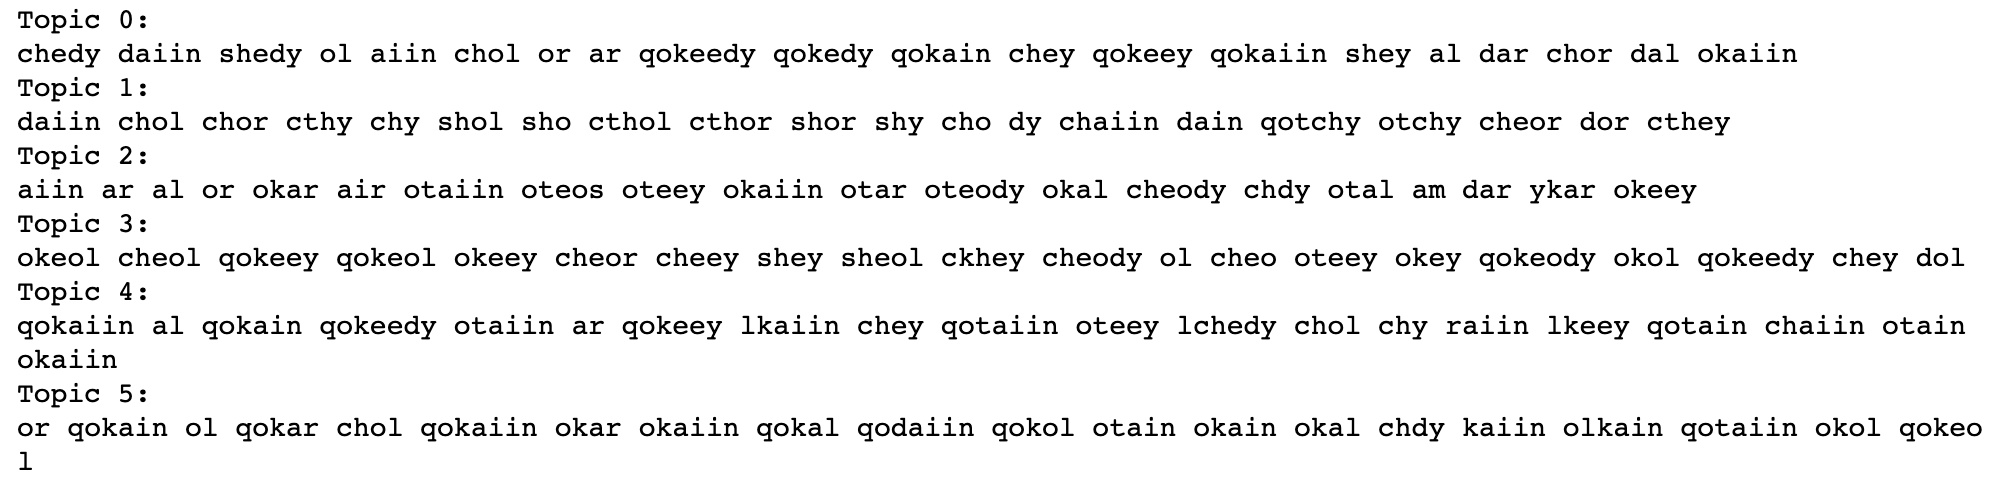 Topic 0:
chedy daiin shedy ol aiin chol or ar qokeedy qokedy qokain chey qokeey qokaiin shey al dar chor dal okaiin
Topic 1:
daiin chol chor cthy chy shol sho cthol cthor shor shy cho dy chaiin dain qotchy otchy cheor dor cthey
Topic 2:
aiin ar al or okar air otaiin oteos oteey okaiin otar oteody okal cheody chdy otal am dar ykar okeey
Topic 3:
okeol cheol qokeey qokeol okeey cheor cheey shey sheol ckhey cheody ol cheo oteey okey qokeody okol qokeedy chey dol
Topic 4:
qokaiin al qokain qokeedy otaiin ar qokeey lkaiin chey qotaiin oteey lchedy chol chy raiin lkeey qotain chaiin otain
okaiin
Topic 5:
or qokain ol qokar chol qokaiin okar okaiin qokal qodaiin qokol otain okain okal chdy kaiin olkain qotaiin okol qokeo
l